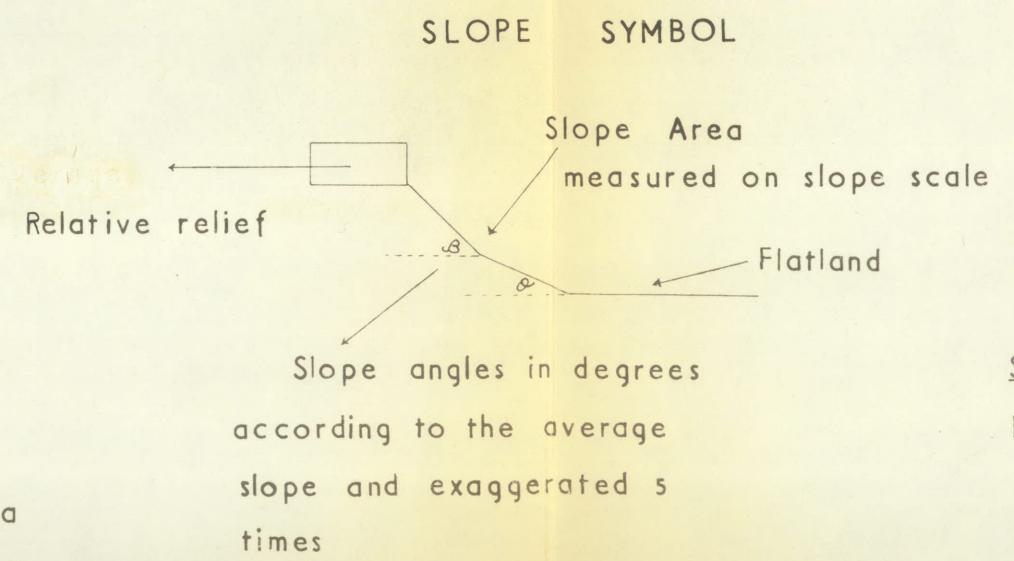 SLOPE SYMBOL
Slope Area
measured on slope scale
Relative relief
β
Flatland
θ
Slope angles in degrees
according to the average
slope and exaggerated 5
times
a